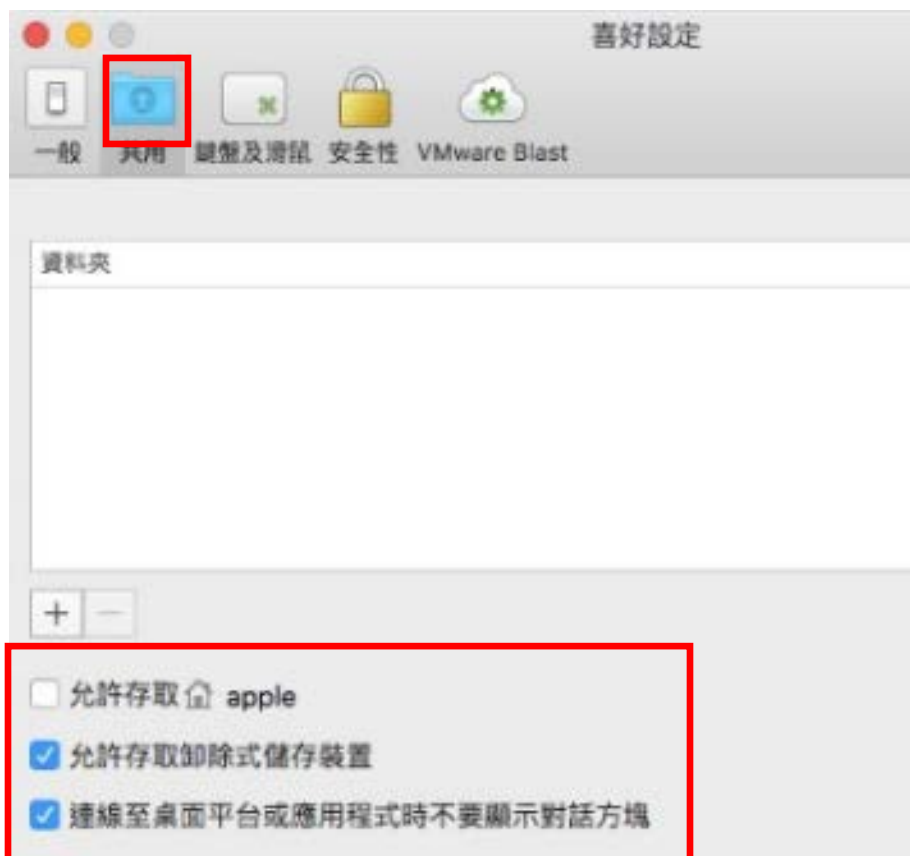 喜好設定
一般 共用 鍵盤及滑鼠 安全性 VMware Blast
資料夾
允許存取 apple
允許存取卸除式儲存裝置
連線至桌面平台或應用程式時不要顯示對話方塊